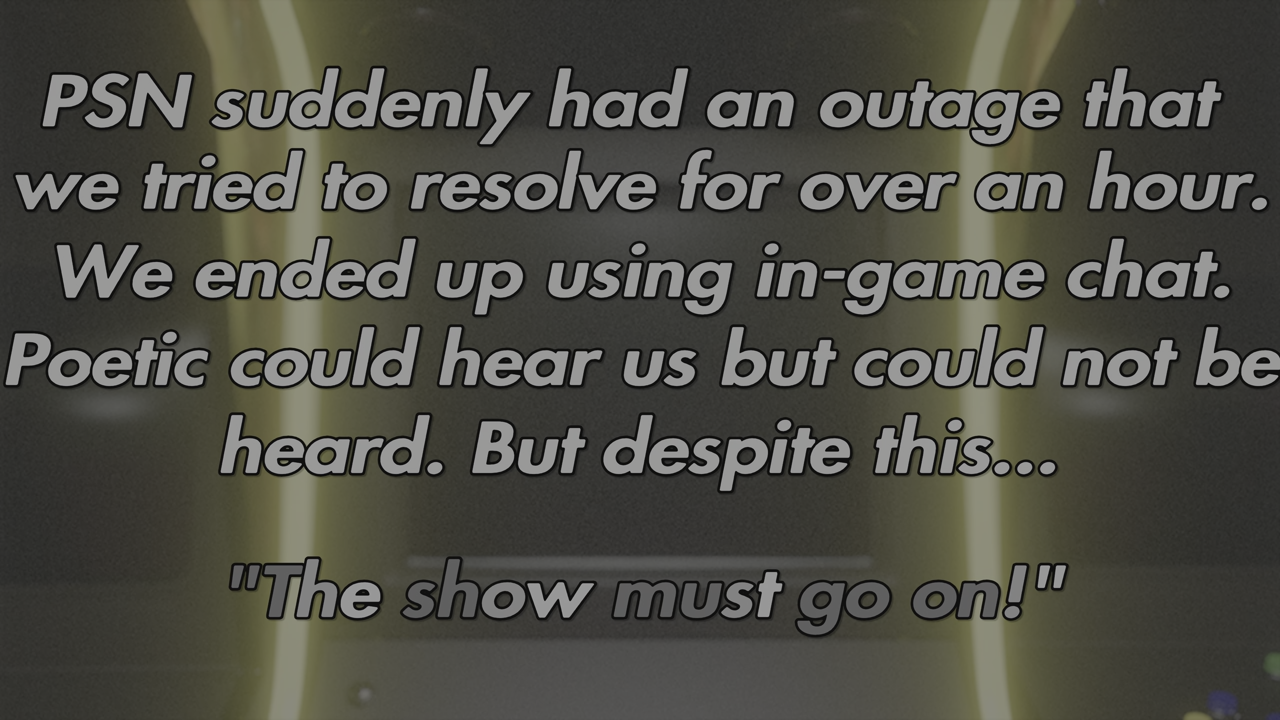 PSN suddenly had an outage that
we tried to resolve for over an hour.
We ended up using in-game chat.
Poetic could hear us but could not be
heard. But despite this...
"The show must go on!"